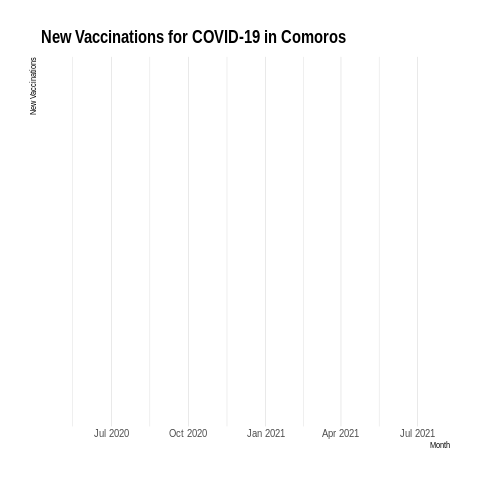 New Vaccinations for COVID-19 in Comoros
New Vaccinations
Jul 2020 Oct 2020 Jan 2021 Apr 2021 Jul 2021
Month